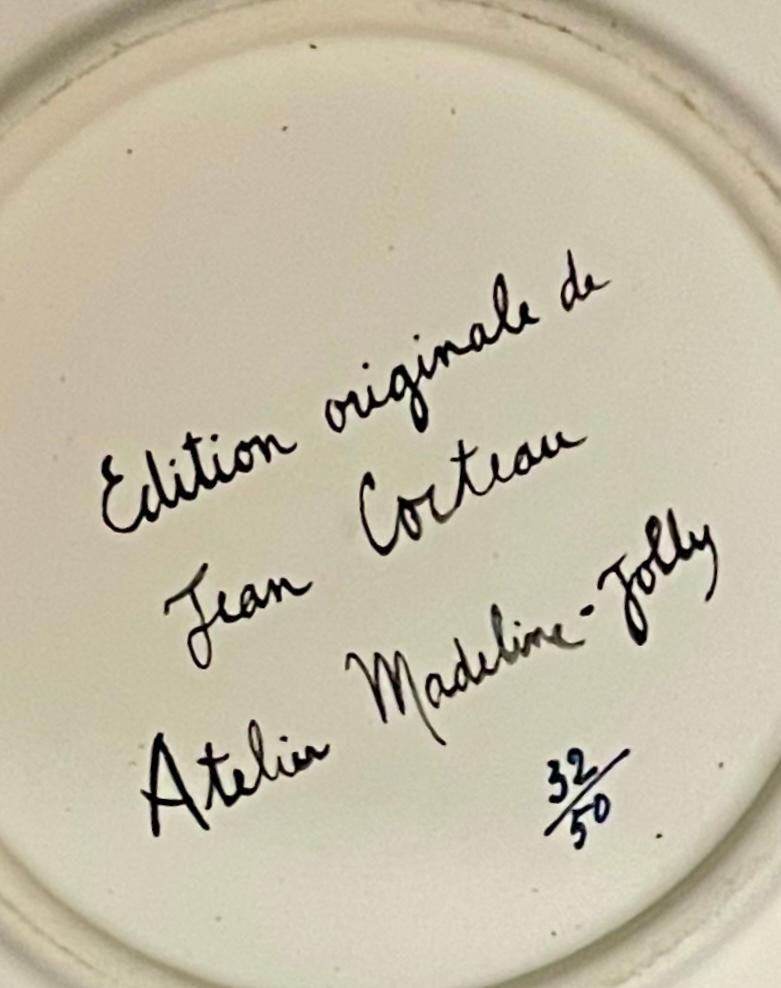 Edition originale de
Jean Cocteau
Atelier Madeline-Jolly
32/50